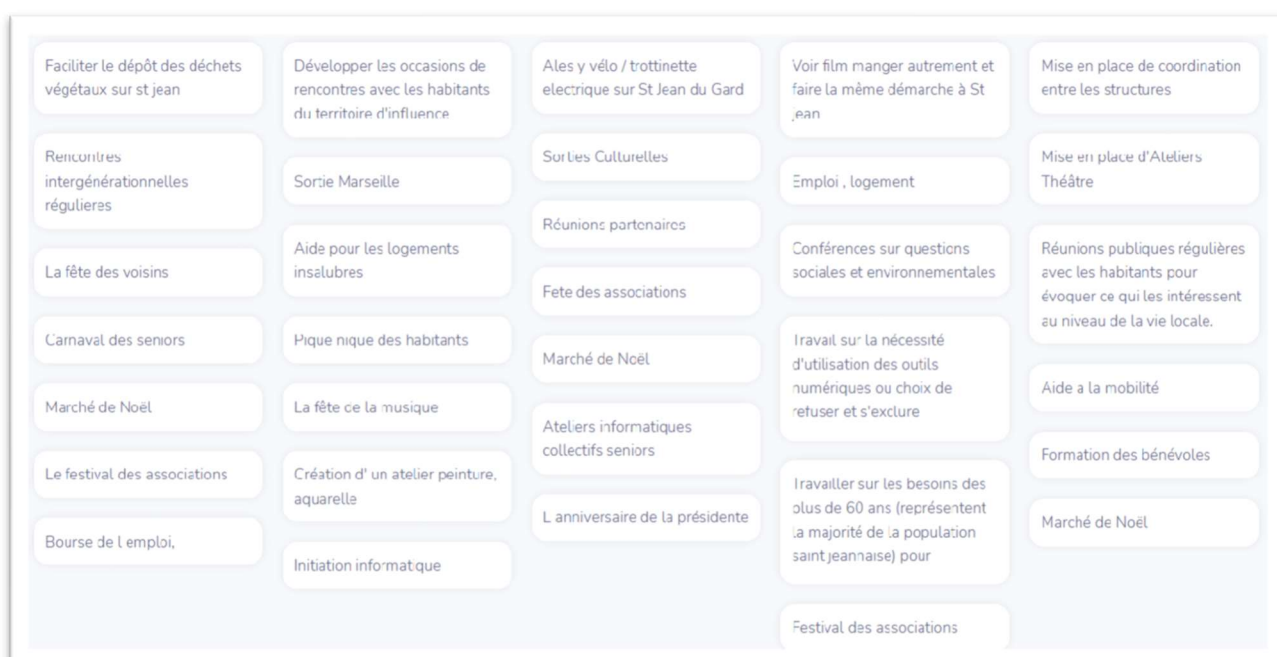 Faciliter le dépôt des déchets
végétaux sur st jean
Rencontres
intergénérationnelles
régulieres
La fête des voisins
Carnaval des seniors
Marché de Noël
Le festival des associations
Bourse de l emploi,
Développer les occasions de
rencontres avec les habitants
du territoire d'influence
Sortie Marseille
Aide pour les logements
insalubres
Pique nique des habitants
La fête de la musique
Création d' un atelier peinture,
aquarelle
Initiation informatique
Ales y vélo / trottinette
electrique sur St Jean du Gard
Sorties Culturelles
Réunions partenaires
Fete des associations
Marché de Noël
Ateliers informatiques
collectifs seniors
L anniversaire de la présidente
Voir film manger autrement et
faire la même démarche à St
jean
Emploi , logement
Conférences sur questions
sociales et environnementales
Travail sur la nécessité
d'utilisation des outils
numériques ou choix de
refuser et s'exclure
Travailler sur les besoins des
plus de 60 ans (représentent
la majorité de la population
saint jeannaise) pour
Festival des associations
Mise en place de coordination
entre les structures
Mise en place d'Ateliers
Théâtre
Réunions publiques régulières
avec les habitants pour
évoquer ce qui les intéressent
au niveau de la vie locale.
Aide a la mobilité
Formation des bénévoles
Marché de Noël